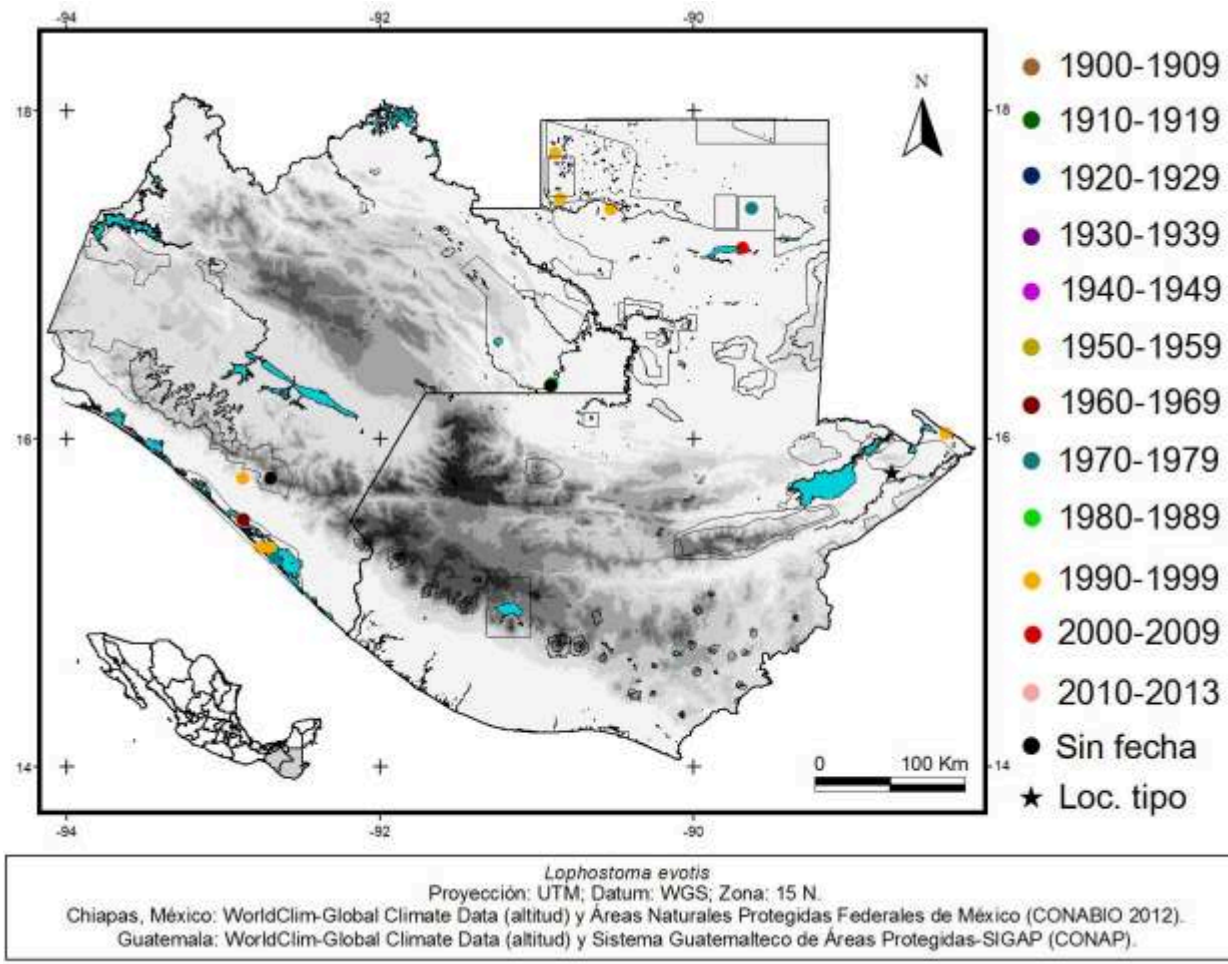 -94 -92 -90
18 18
16 16
14 14
-94 -92 -90
N
0 100 Km
1900-1909
1910-1919
1920-1929
1930-1939
1940-1949
1950-1959
1960-1969
1970-1979
1980-1989
1990-1999
2000-2009
2010-2013
Sin fecha
Loc. tipo
Lophostoma evotis
Proyección: UTM; Datum: WGS; Zona: 15 N.
Chiapas, México: WorldClim-Global Climate Data (altitud) y Áreas Naturales Protegidas Federales de México (CONABIO 2012).
Guatemala: WorldClim-Global Climate Data (altitud) y Sistema Guatemalteco de Áreas Protegidas-SIGAP (CONAP).